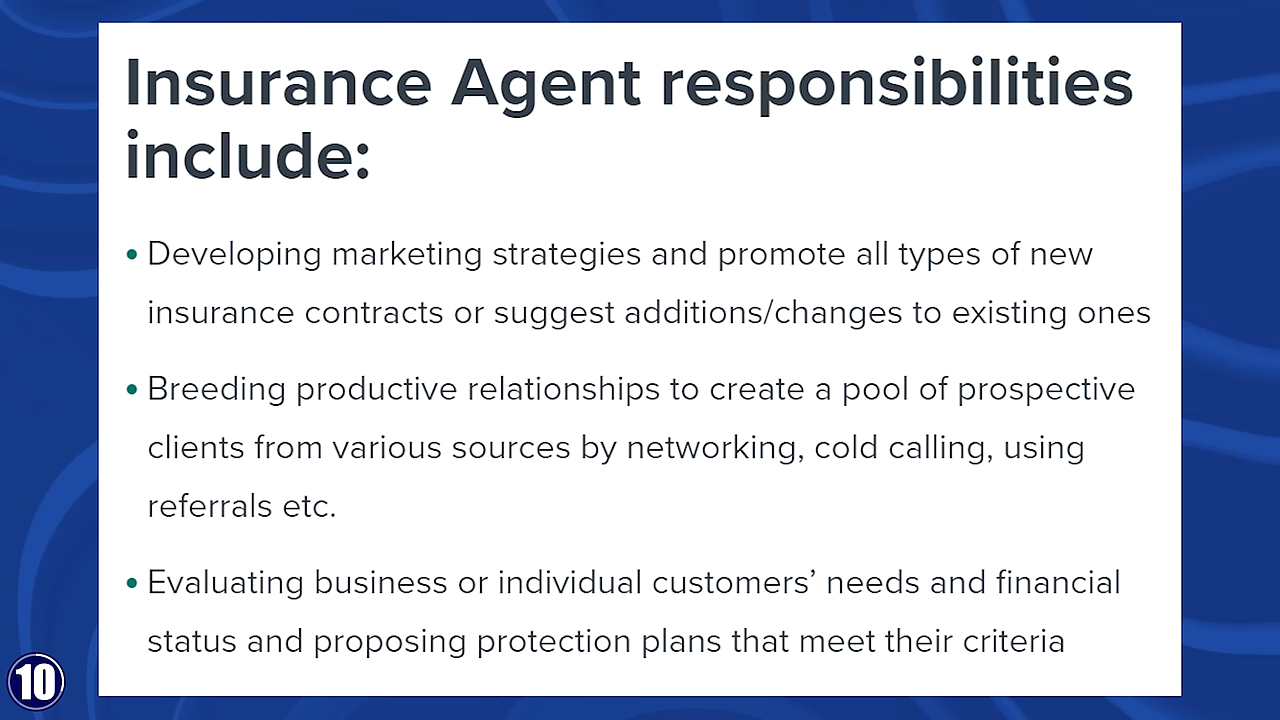 Insurance Agent responsibilities
include:
• Developing marketing strategies and promote all types of new
insurance contracts or suggest additions/changes to existing ones
• Breeding productive relationships to create a pool of prospective
clients from various sources by networking, cold calling, using
referrals etc.
• Evaluating business or individual customers’ needs and financial
status and proposing protection plans that meet their criteria
10